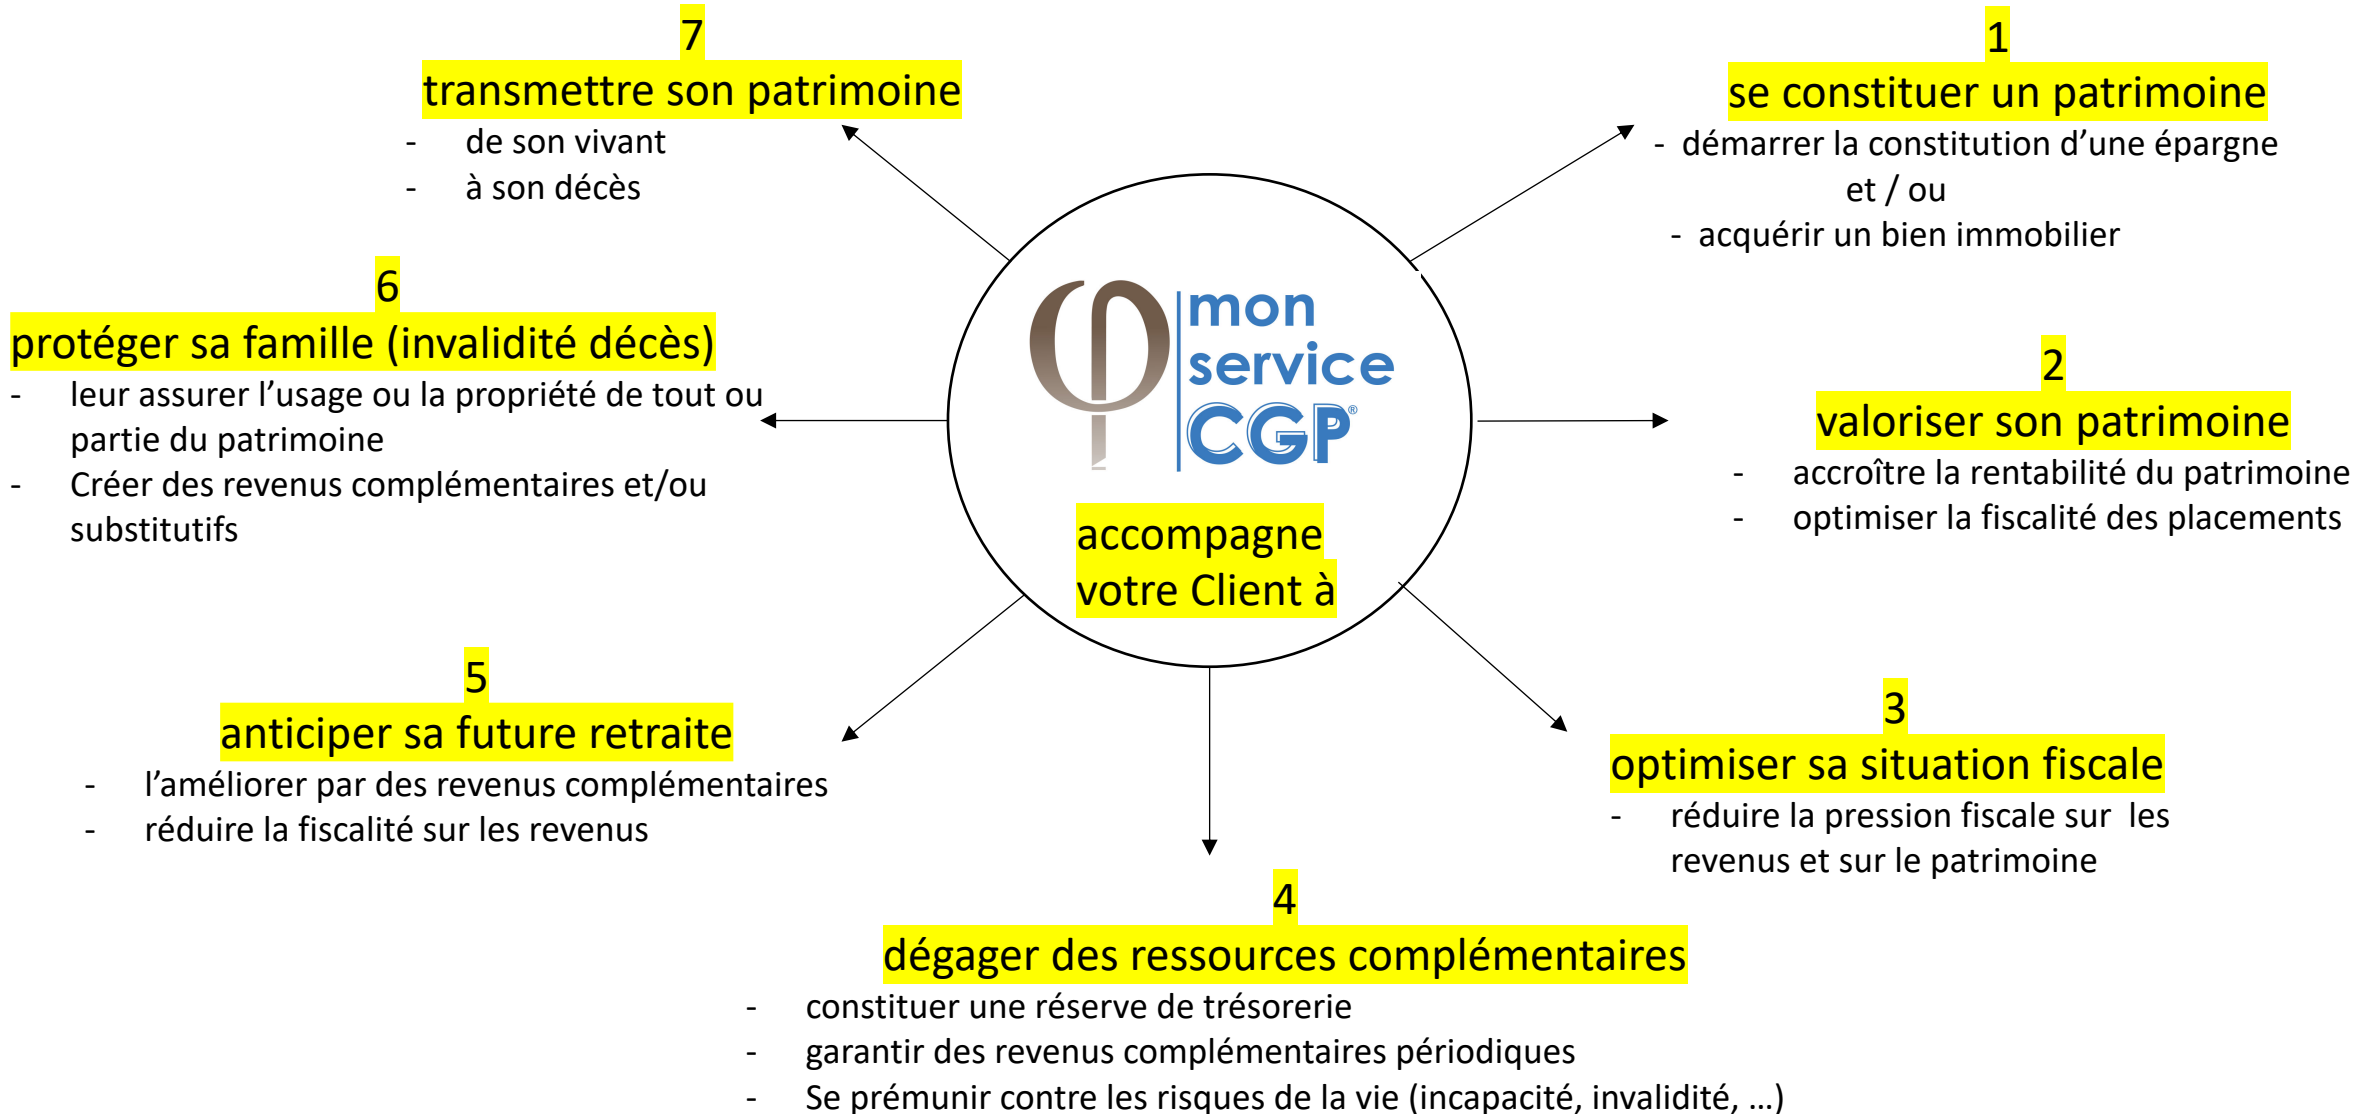 mon
service
CGP®
accompagne
votre Client à
1
se constituer un patrimoine
- démarrer la constitution d’une épargne
et / ou
- acquérir un bien immobilier
2
valoriser son patrimoine
- accroître la rentabilité du patrimoine
- optimiser la fiscalité des placements
3
optimiser sa situation fiscale
- réduire la pression fiscale sur les
revenus et sur le patrimoine
4
dégager des ressources complémentaires
- constituer une réserve de trésorerie
- garantir des revenus complémentaires périodiques
- Se prémunir contre les risques de la vie (incapacité, invalidité, …)
5
anticiper sa future retraite
- l’améliorer par des revenus complémentaires
- réduire la fiscalité sur les revenus
6
protéger sa famille (invalidité décès)
- leur assurer l’usage ou la propriété de tout ou
partie du patrimoine
- Créer des revenus complémentaires et/ou
substitutifs
7
transmettre son patrimoine
- de son vivant
- à son décès